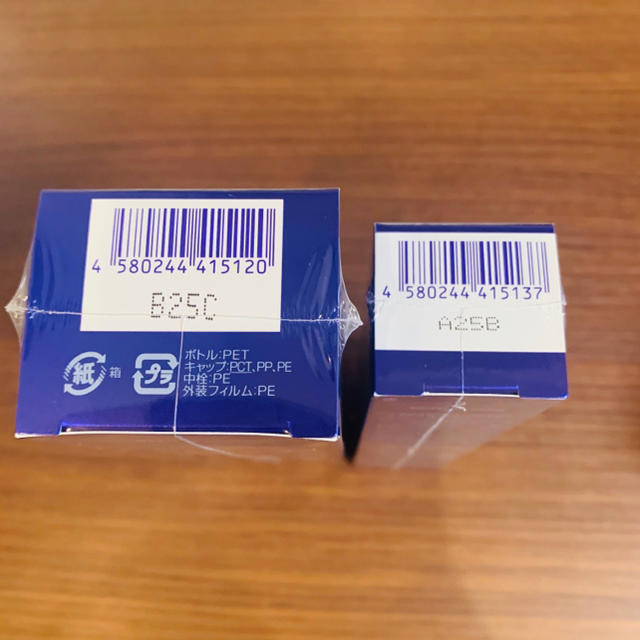 4 580244 415120
B25C
紙 箱
プラ
ボトル:PET
キャップ:PCT、PP、PE
中栓:PE
外装フィルム:PE
4 580244 415137
A25B